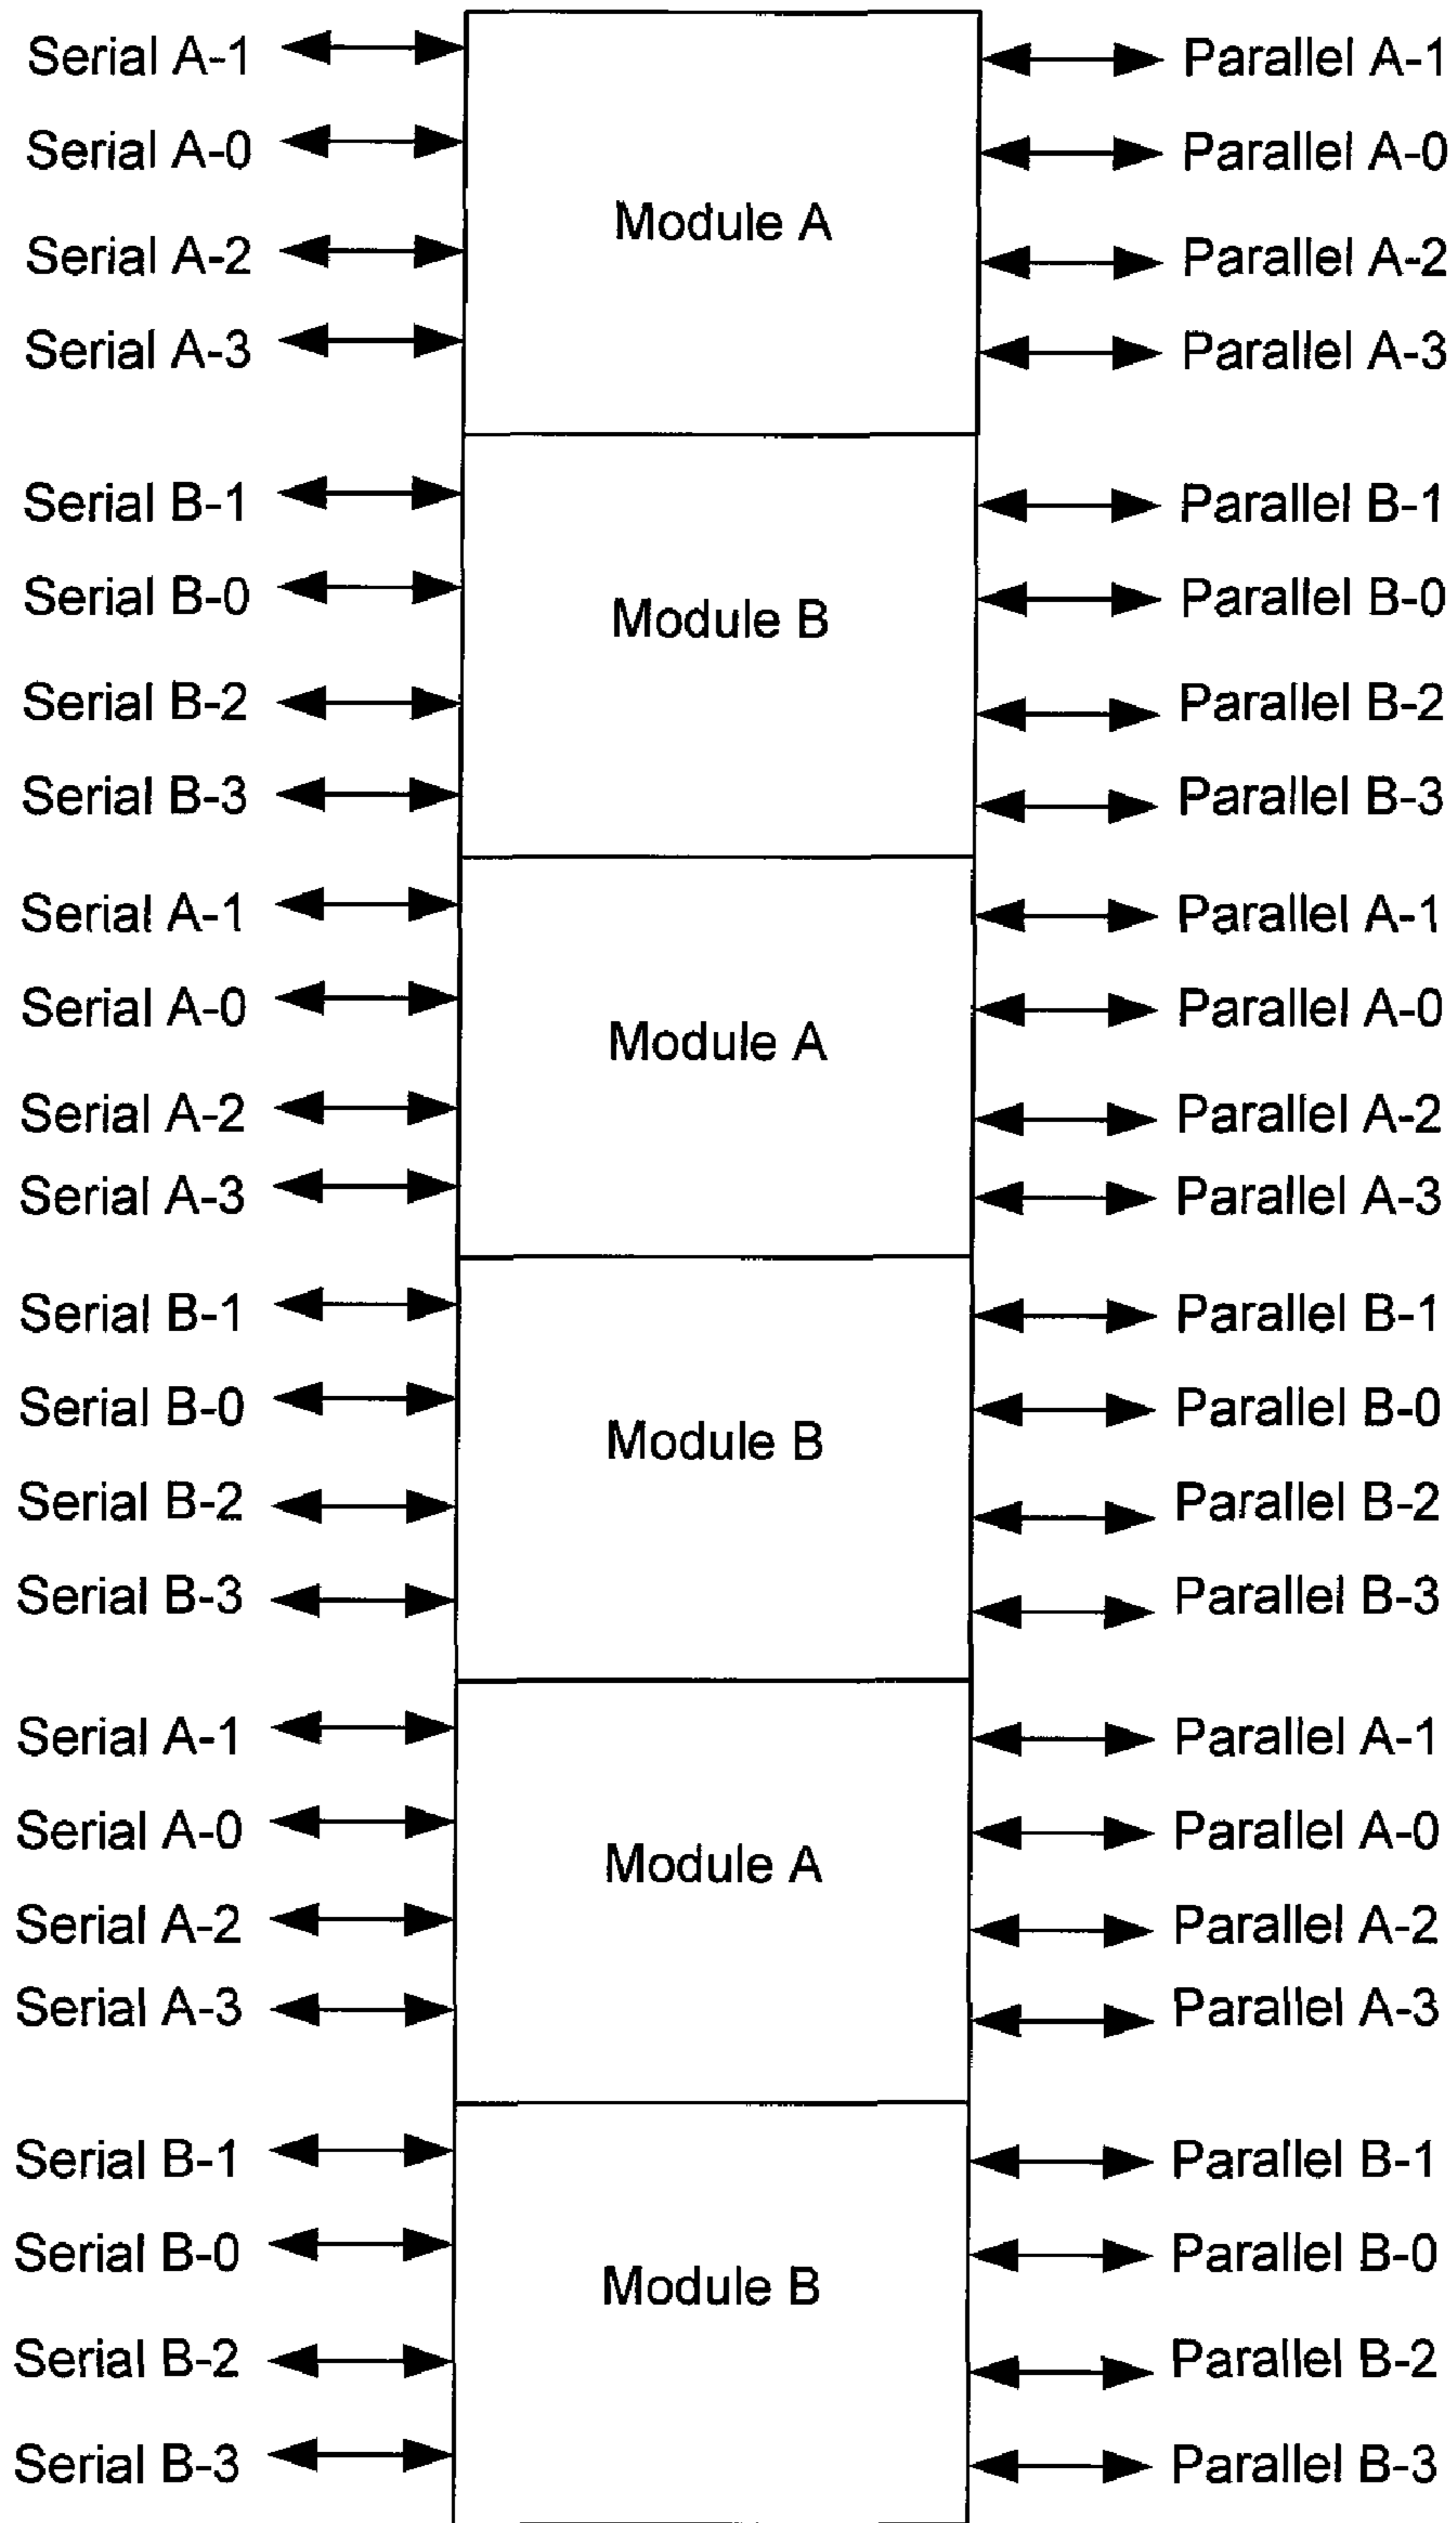 Serial A-1 Parallel A-1
Serial A-0 Parallel A-0
Module A
Serial A-2 Parallel A-2
Serial A-3 Parallel A-3
Serial B-1 Parallel B-1
Serial B-0 Parallel B-0
Module B
Serial B-2 Parallel B-2
Serial B-3 Parallel B-3
Serial A-1 Parallel A-1
Serial A-0 Parallel A-0
Module A
Serial A-2 Parallel A-2
Serial A-3 Parallel A-3
Serial B-1 Parallel B-1
Serial B-0 Parallel B-0
Module B
Serial B-2 Parallel B-2
Serial B-3 Parallel B-3
Serial A-1 Parallel A-1
Serial A-0 Parallel A-0
Module A
Serial A-2 Parallel A-2
Serial A-3 Parallel A-3
Serial B-1 Parallel B-1
Serial B-0 Parallel B-0
Module B
Serial B-2 Parallel B-2
Serial B-3 Parallel B-3